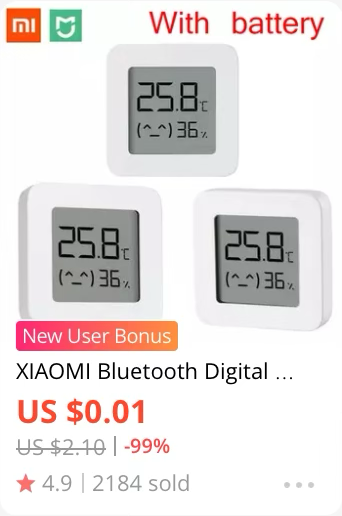 mi
With battery
25.8℃
(^_^) 36%
25.8℃
(^_^) 36%
25.8℃
(^_^) 36%
New User Bonus
XIAOMI Bluetooth Digital ...
US $0.01
US $2.10 | -99%
4.9 | 2184 sold